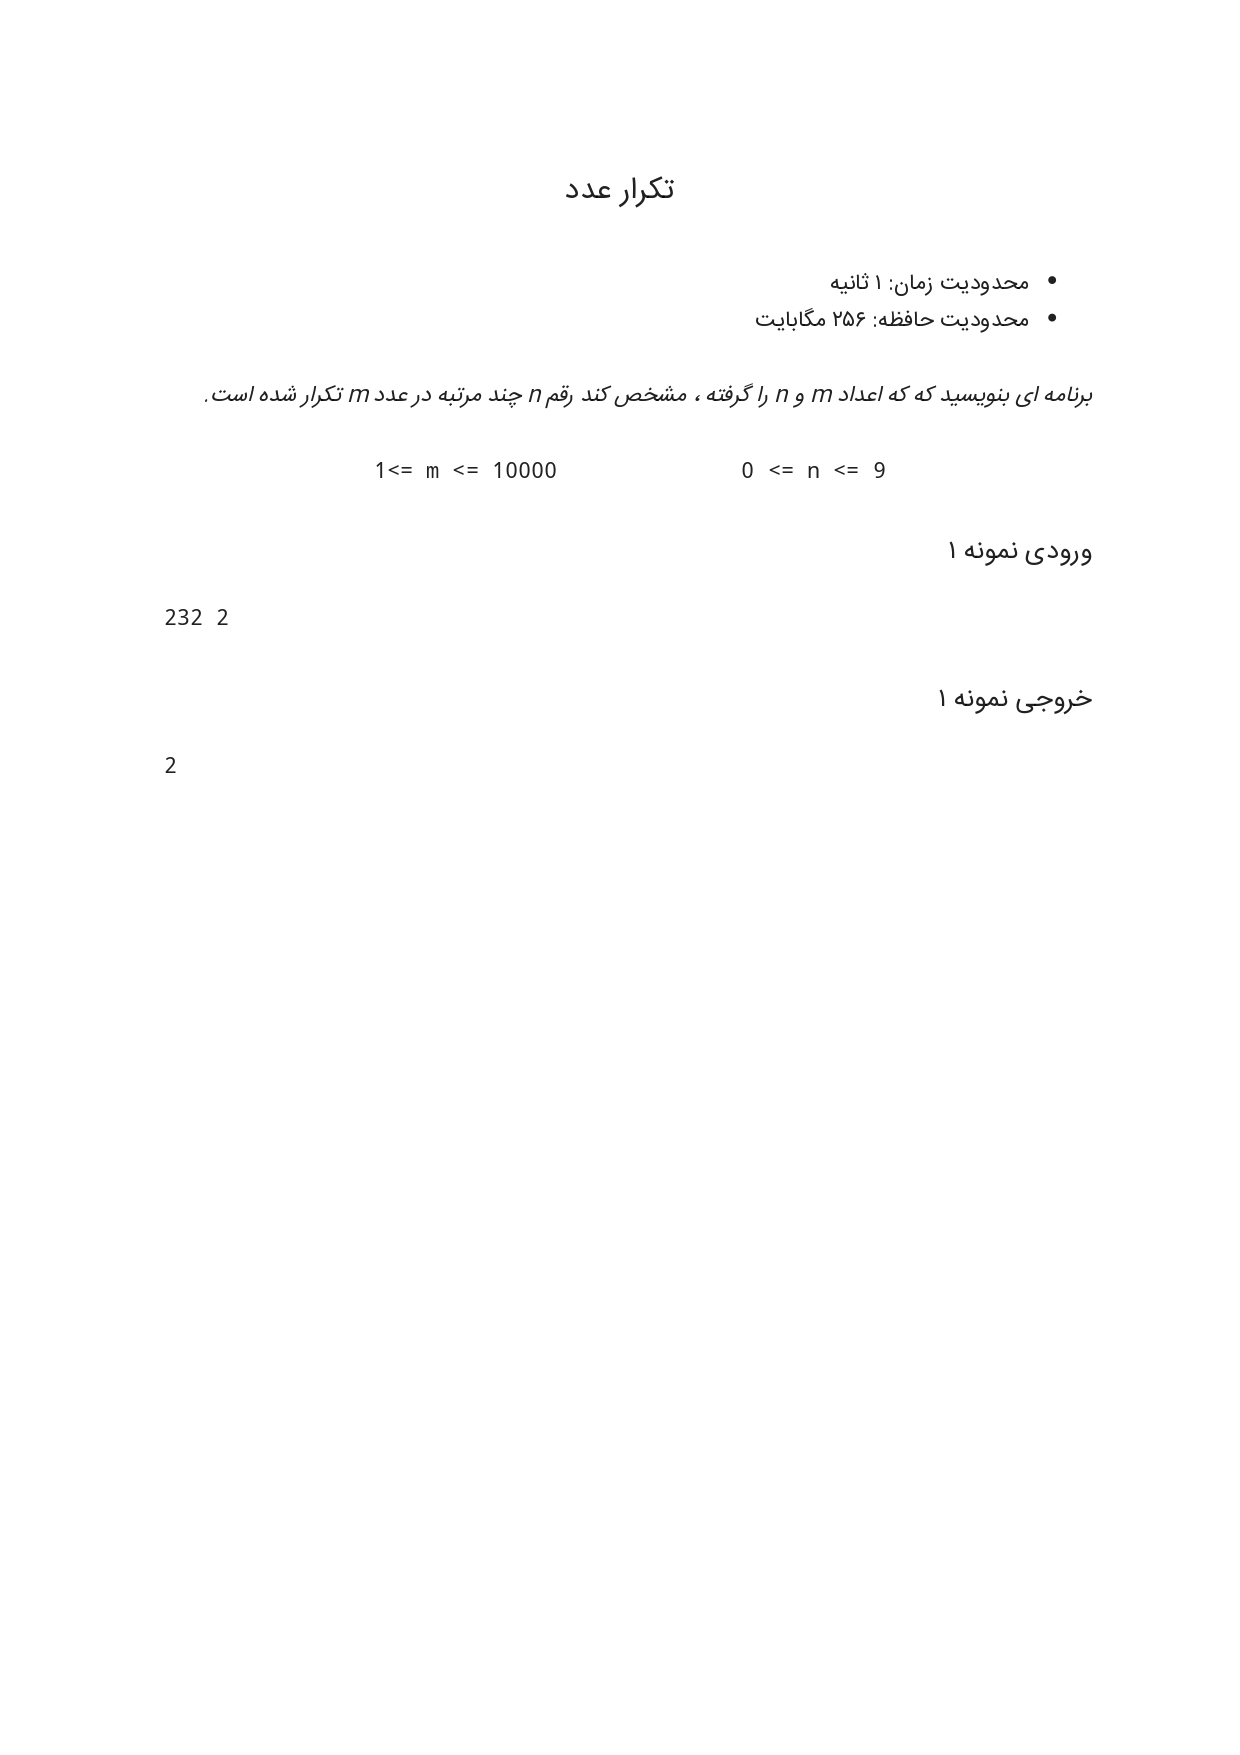 تکرار عدد
• محدودیت زمان: ۱ ثانیه
• محدودیت حافظه: ۲۵۶ مگابایت
برنامه ای بنویسید که که اعداد m و n را گرفته ، مشخص کند رقم n چند مرتبه در عدد m تکرار شده است.
1<= m <= 10000 0 <= n <= 9
ورودی نمونه ۱
232 2
خروجی نمونه ۱
2